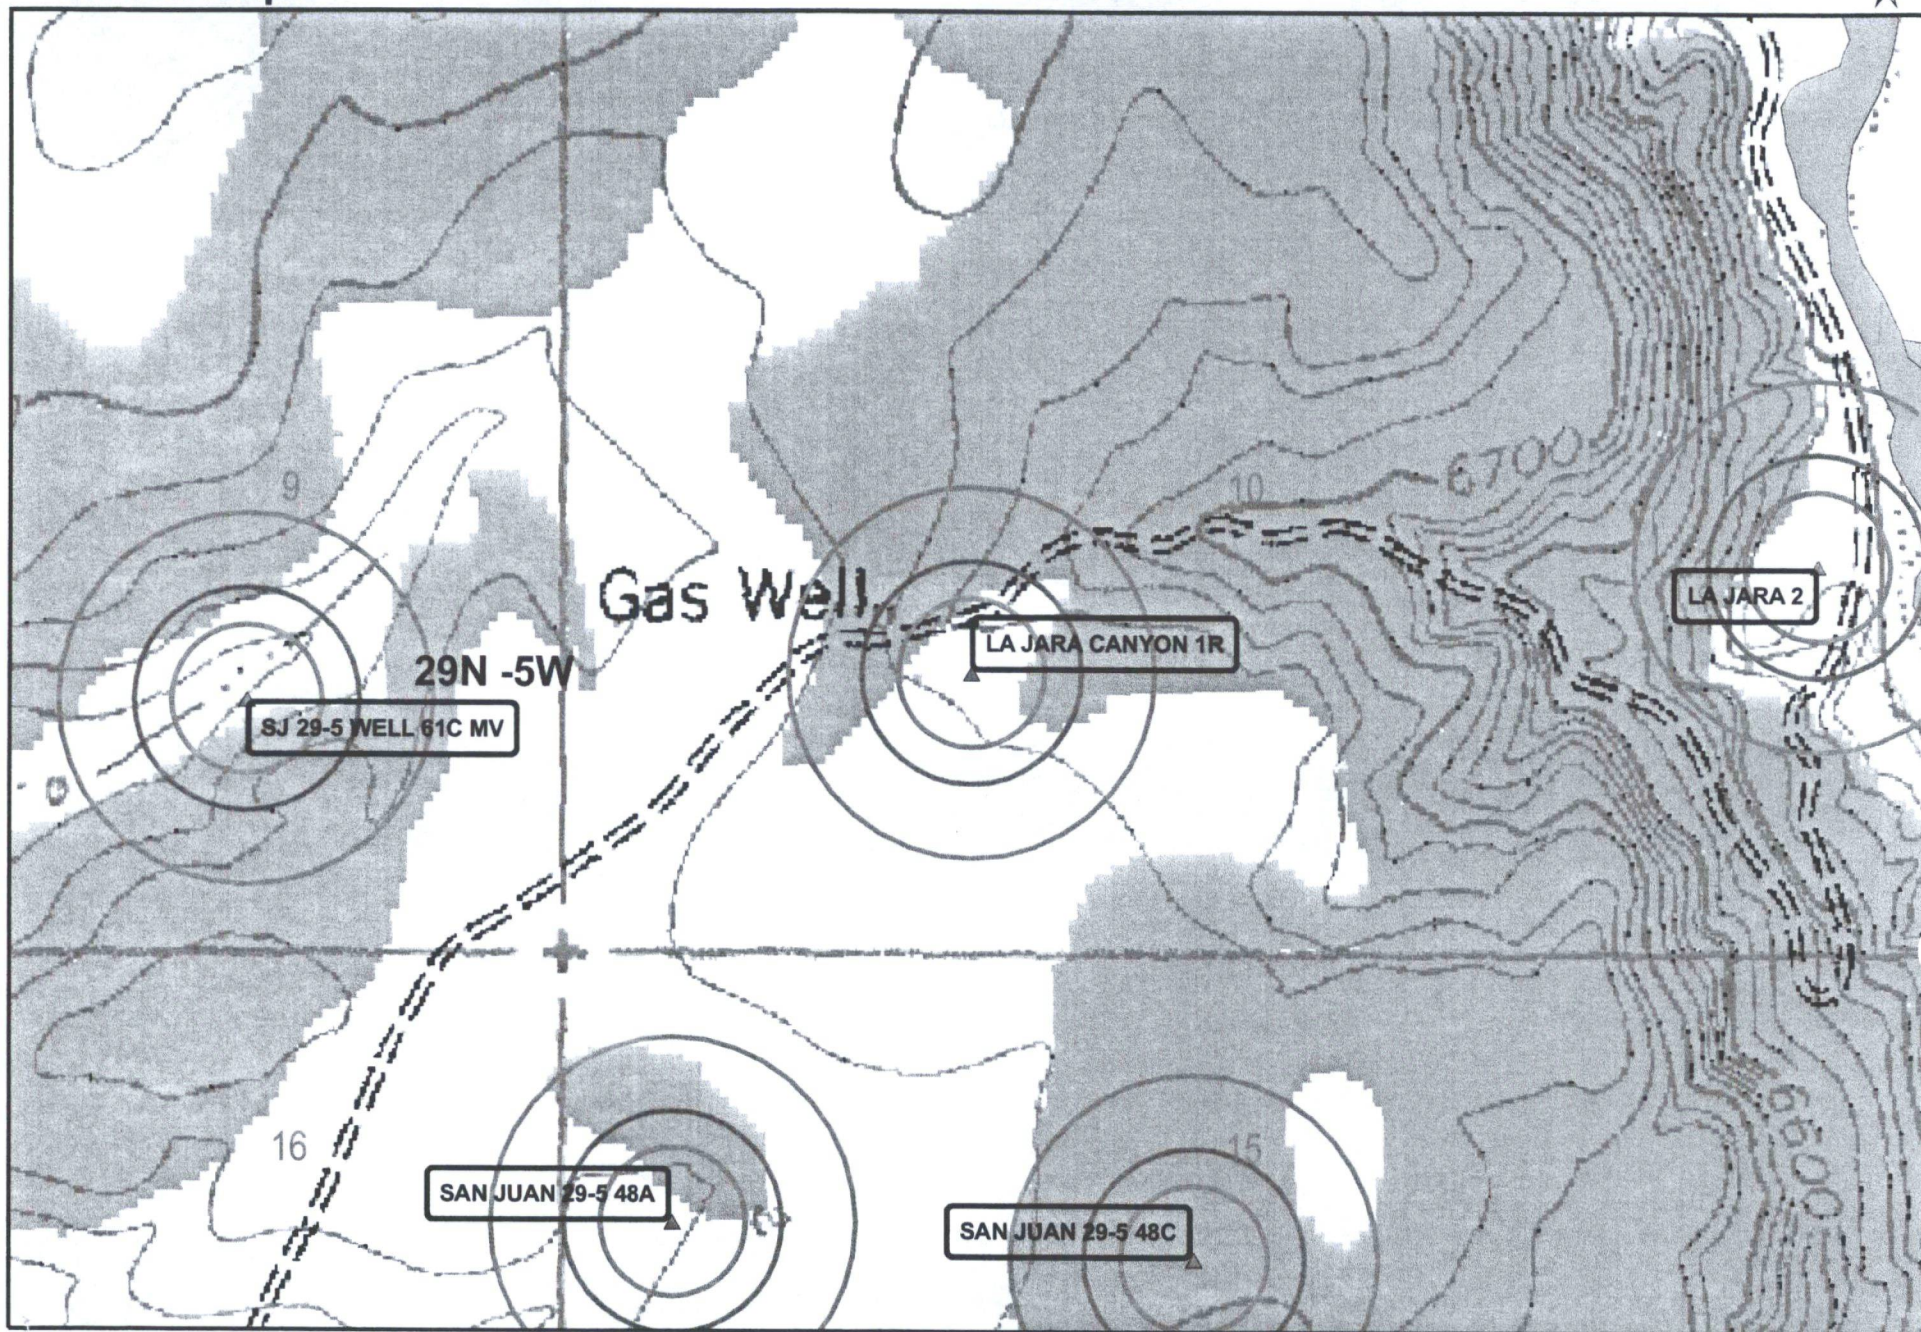 9
10
6700
Gas Well
LA JARA 2
LA JARA CANYON 1R
29N -5W
SJ 29-5 WELL 61C MV
16
15
6600
SAN JUAN 29-5 48A
SAN JUAN 29-5 48C